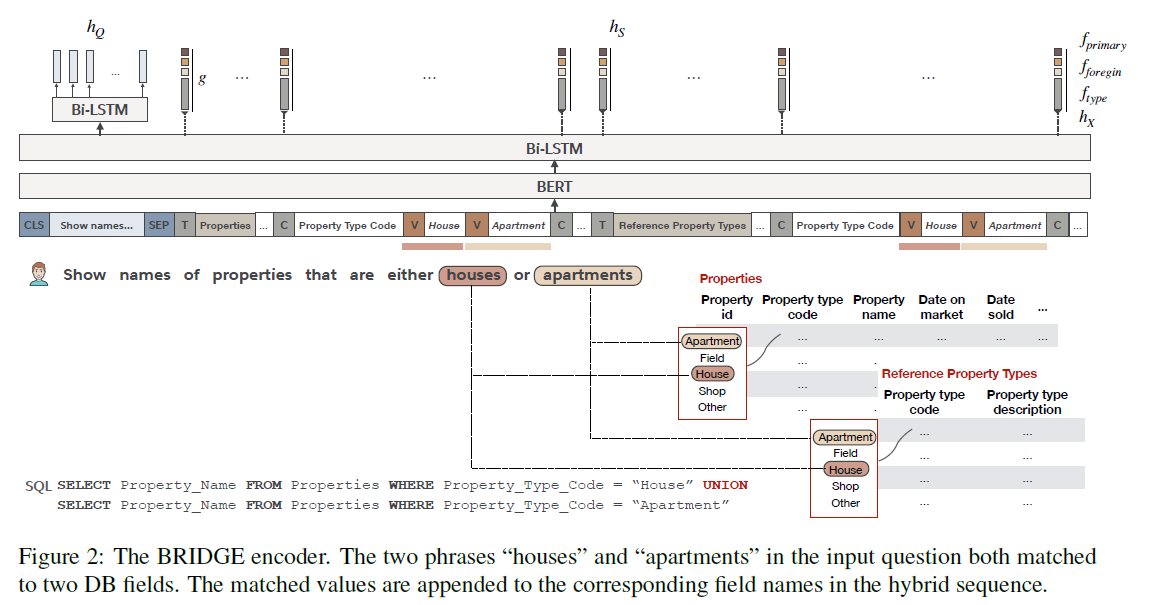 h_Q
h_S
f_primary
f_foregin
f_type
h_X
g
... ... ... ... ...
Bi-LSTM
Bi-LSTM
BERT
CLS Show names... SEP T Properties ... C Property Type Code V House V Apartment C ... T Reference Property Types ... C Property Type Code V House V Apartment C ...
Show names of properties that are either houses or apartments
Properties
Property id Property type code Property name Date on market Date sold ...
... ... ... ... ...
Apartment
Field
House
Shop
Other
...
...
...
Reference Property Types
Property type code Property type description
Apartment
Field
House
Shop
Other
... ...
... ...
... ...
... ...
SQL SELECT Property_Name FROM Properties WHERE Property_Type_Code = “House” UNION
SELECT Property_Name FROM Properties WHERE Property_Type_Code = “Apartment”
Figure 2: The BRIDGE encoder. The two phrases “houses” and “apartments” in the input question both matched
to two DB fields. The matched values are appended to the corresponding field names in the hybrid sequence.